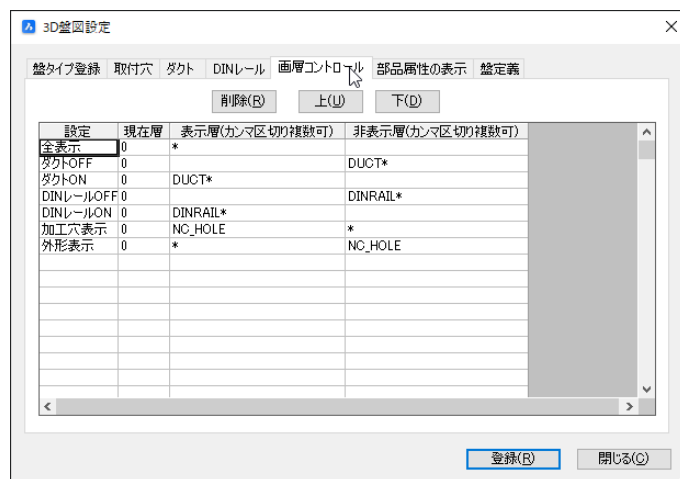 3D盤図設定
盤タイプ登録 取付穴 ダクト DINレール 画層コントロール 部品属性の表示 盤定義
削除(R) 上(U) 下(D)
設定 現在層 表示層(カンマ区切り複数可) 非表示層(カンマ区切り複数可)
全表示 0 *
ダクトOFF 0 DUCT*
ダクトON 0 DUCT*
DINレールOFF 0 DINRAIL*
DINレールON 0 DINRAIL*
加工穴表示 0 NC_HOLE *
外形表示 0 * NC_HOLE
登録(R) 閉じる(C)